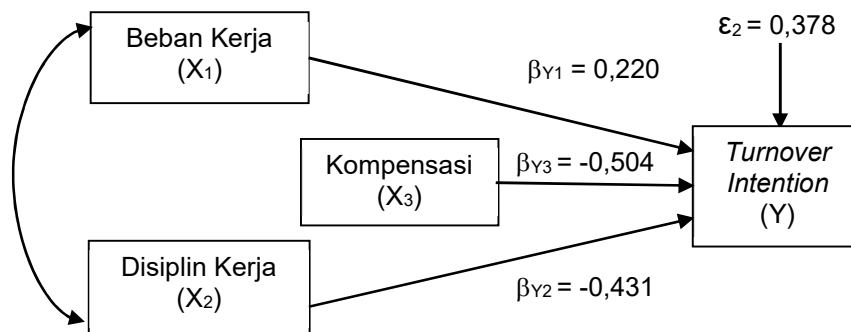 Beban Kerja
(X₁)
ε₂ = 0,378
βY₁ = 0,220
Kompensasi
(X₃)
βY₃ = -0,504
Turnover
Intention
(Y)
Disiplin Kerja
(X₂)
βY₂ = -0,431